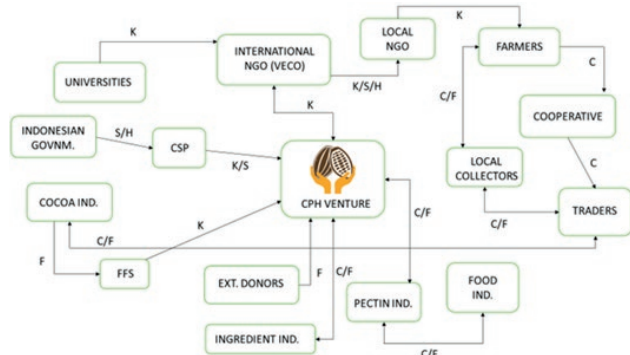 K
LOCAL
NGO
K
FARMERS
UNIVERSITIES
INTERNATIONAL
NGO (VECO)
K/S/H
C
C/F
COOPERATIVE
INDONESIAN
GOVNM.
S/H
CSP
K/S
K
C
LOCAL
COLLECTORS
CPH VENTURE
COCOA IND.
K
C/F
C/F
TRADERS
C/F
F
FFS
EXT. DONORS
F
C/F
PECTIN IND.
FOOD
IND.
INGREDIENT IND.
C/F